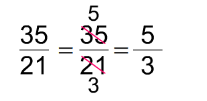 5
35/21 = 35/21 = 5/3
3